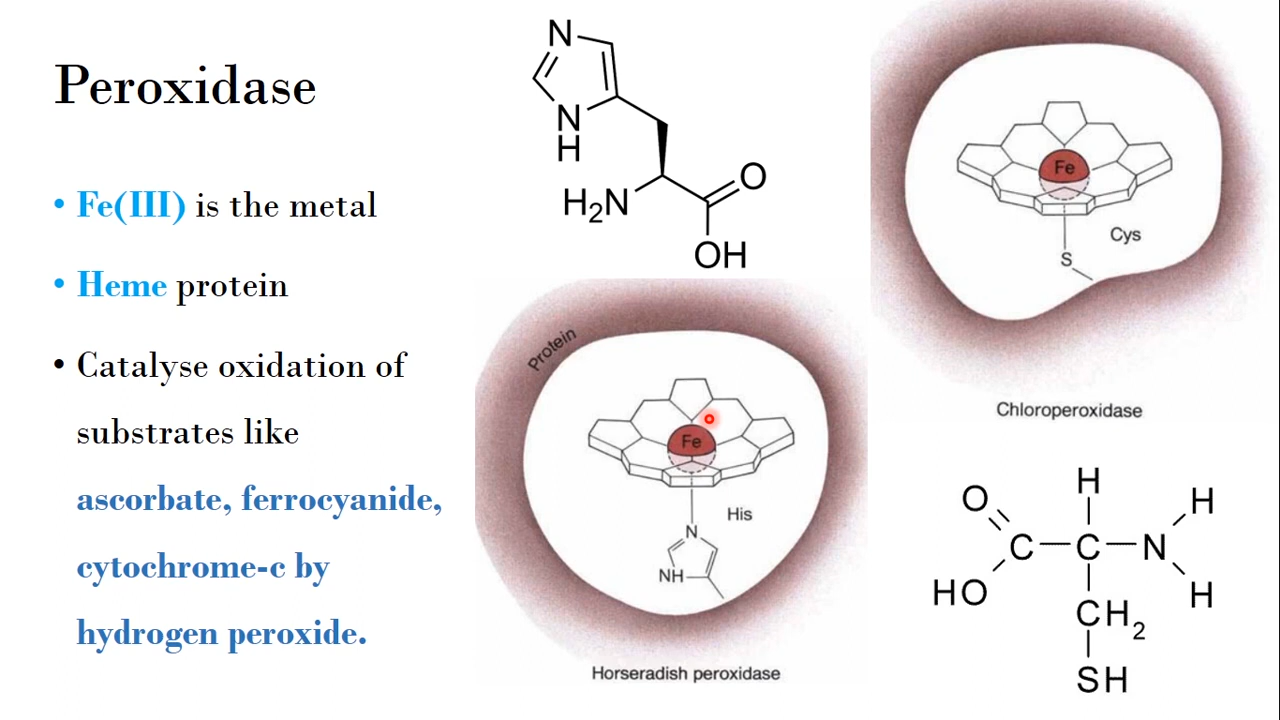 Peroxidase
• Fe(III) is the metal
• Heme protein
• Catalyse oxidation of
substrates like
ascorbate, ferrocyanide,
cytochrome-c by
hydrogen peroxide.
N
N
H
H₂N
O
OH
Protein
Fe
His
N
NH
Horseradish peroxidase
Fe
Cys
S
Chloroperoxidase
H
O
H
C
C
N
HO
H
CH₂
SH